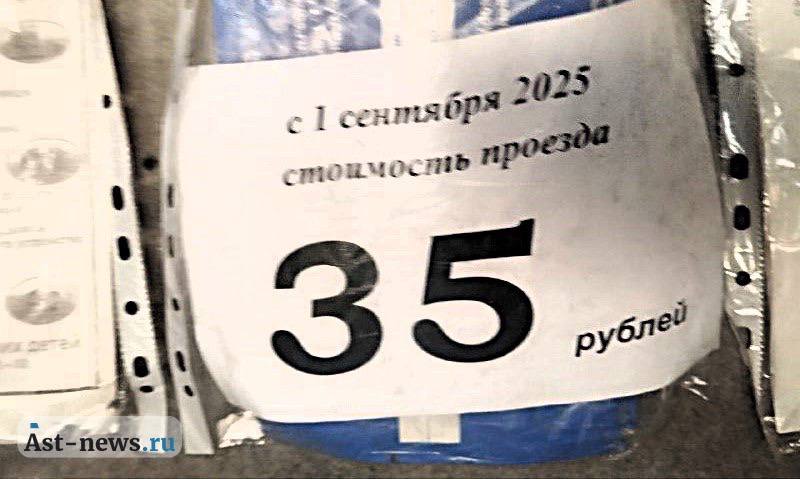 с 1 сентября 2025
стоимость проезда
35
рублей
Ast-news.ru